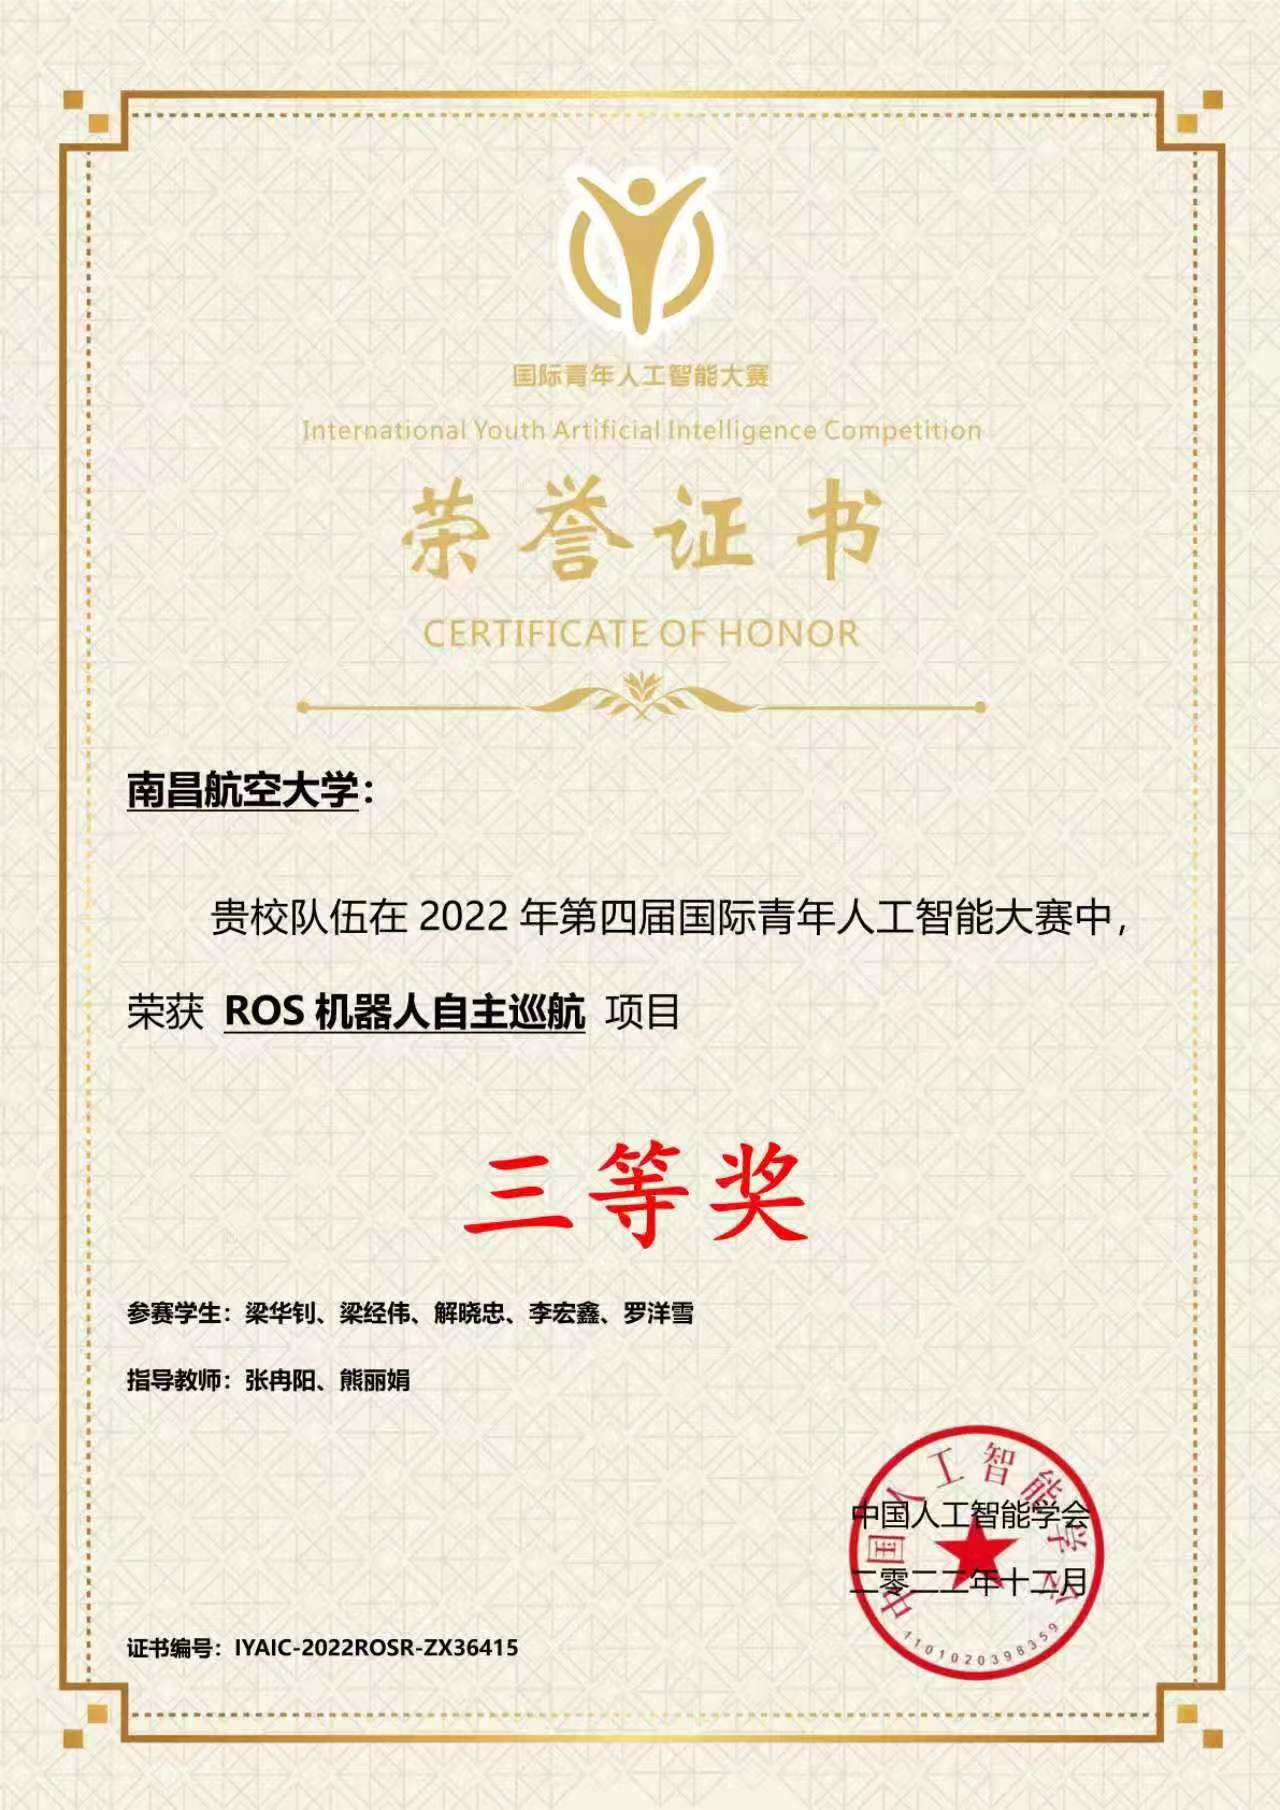 国际青年人工智能大赛
International Youth Artificial Intelligence Competition
荣誉证书
CERTIFICATE OF HONOR
南昌航空大学：
贵校队伍在 2022 年第四届国际青年人工智能大赛中，
荣获 ROS 机器人自主巡航 项目
三等奖
参赛学生：梁华钊、梁经伟、解晓忠、李宏鑫、罗洋雪
指导教师：张冉阳、熊丽娟
中国人工智能学会
中国人工智能学会
二零二二年十二月
1101020398359
证书编号：IYAIC-2022ROSR-ZX36415